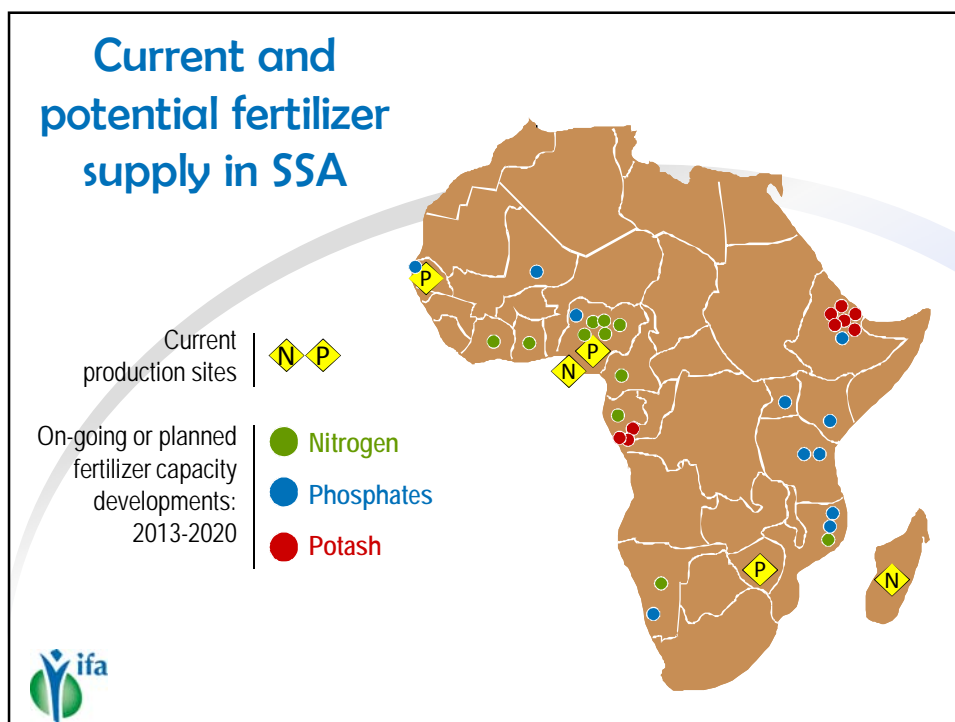 Current and
potential fertilizer
supply in SSA
Current
production sites
N P
On-going or planned
fertilizer capacity
developments:
2013-2020
Nitrogen
Phosphates
Potash
P
P
N
P
N
ifa